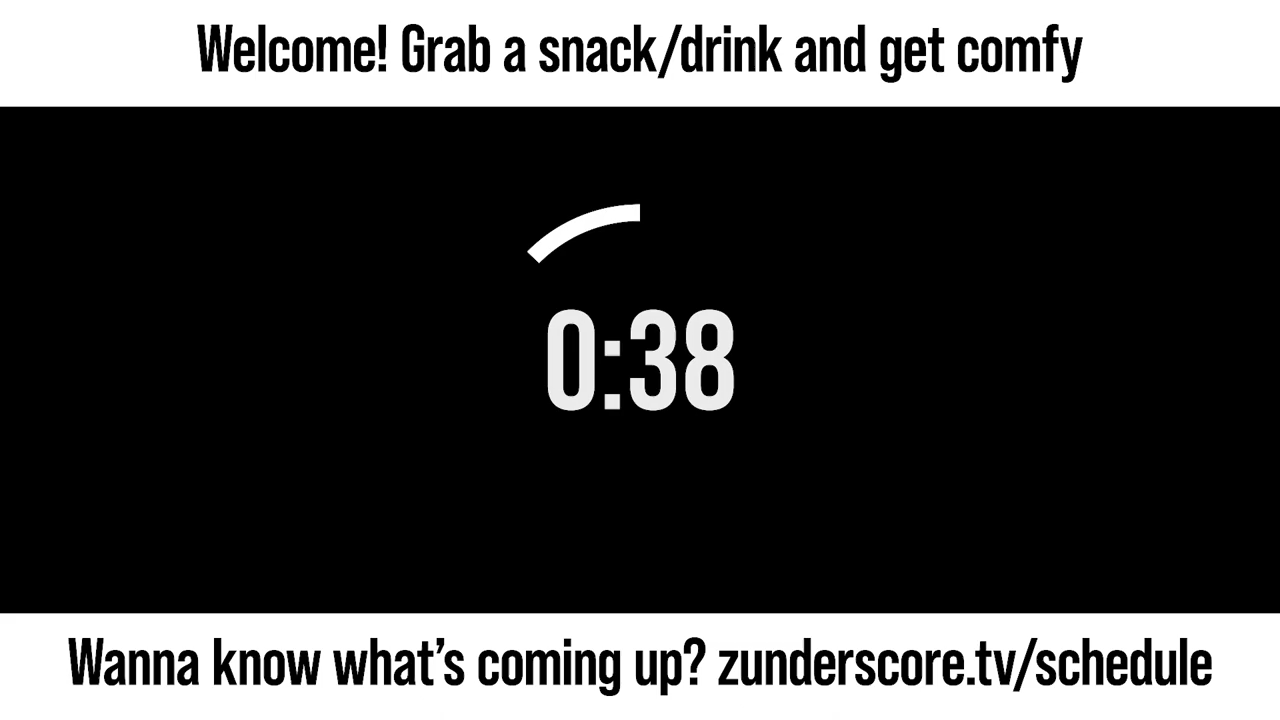 Welcome! Grab a snack/drink and get comfy
0:38
Wanna know what's coming up? zunderscore.tv/schedule